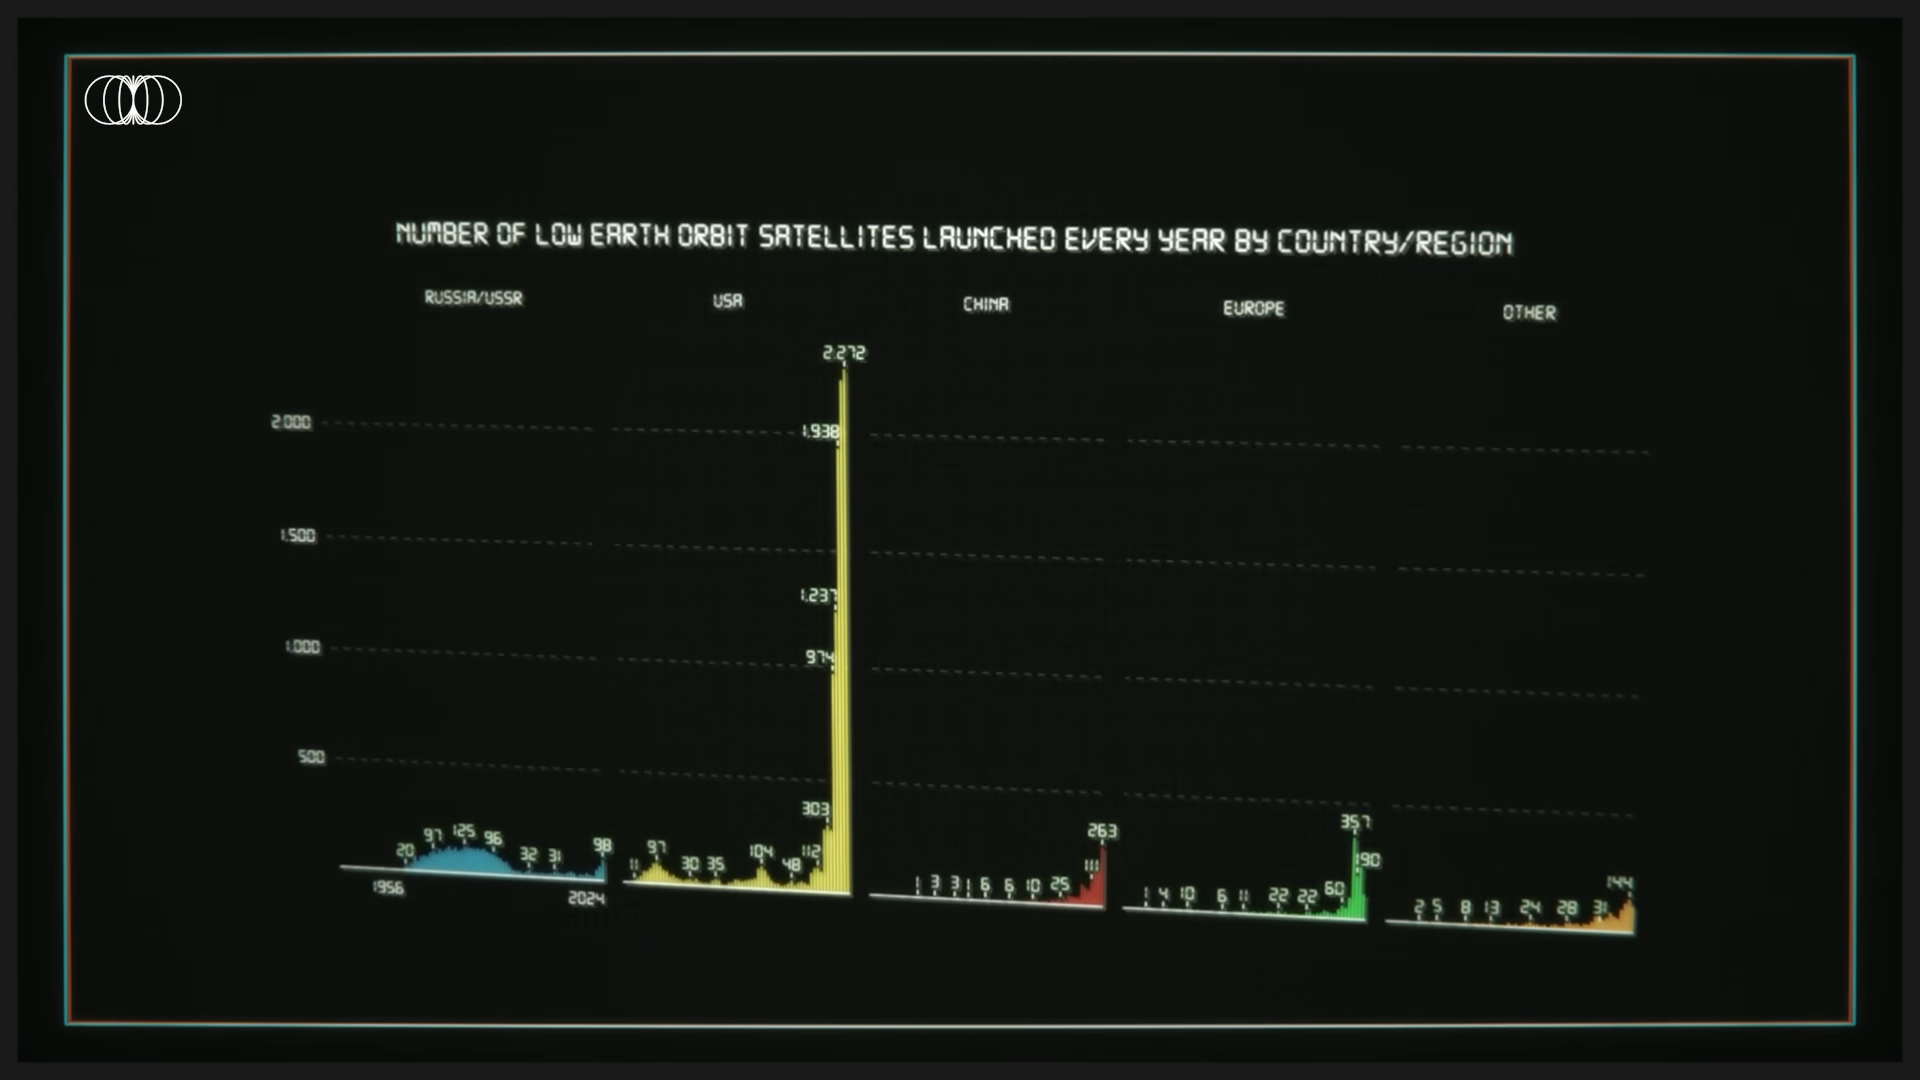 NUMBER OF LOW EARTH ORBIT SATELLITES LAUNCHED EVERY YEAR BY COUNTRY/REGION
RUSSIA/USSR USA CHINA EUROPE OTHER
2.272
2.000
1.938
1.500
1.237
1.000
974
500
303
20 97 125 96 32 31 98
11 97 30 35 104 48 112
1 3 3 1 6 6 10 25 111 263
1 4 10 6 11 22 22 60 357 190
2 5 8 13 24 28 31 144
1956 2024